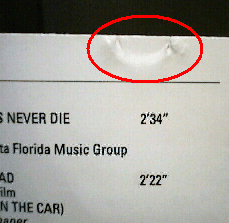 S NEVER DIE 2'34"
ta Florida Music Group
AD 2'22"
ilm
N THE CAR)